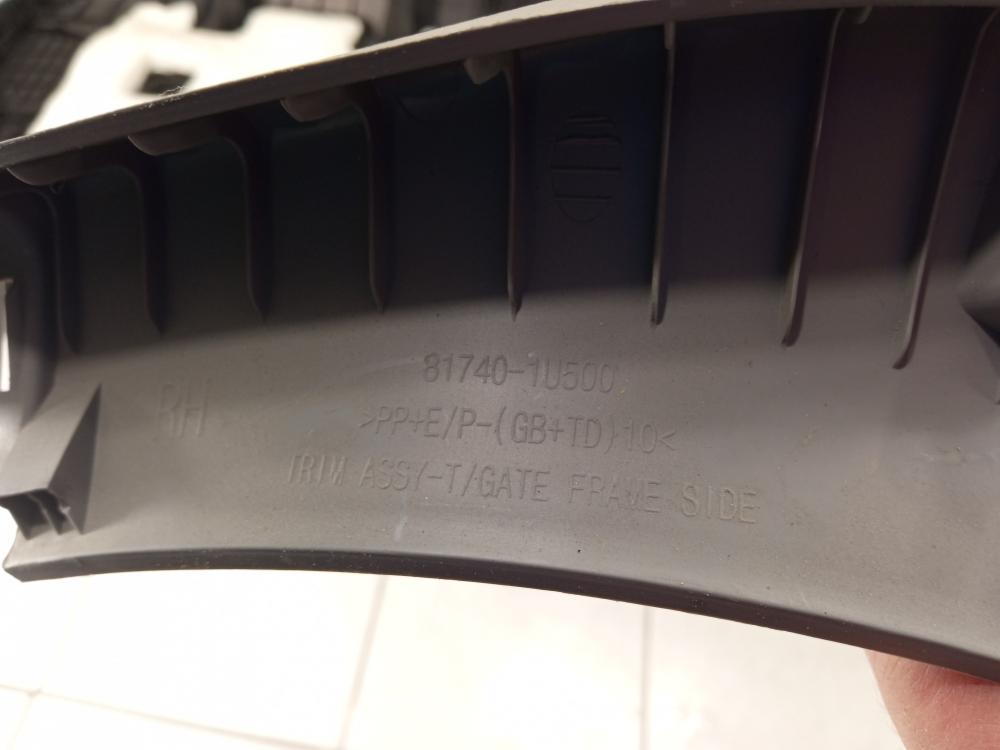 81740-1U500
RH
>PP+E/P-(GB+TD)10<
TRIM ASSY-T/GATE FRAME SIDE